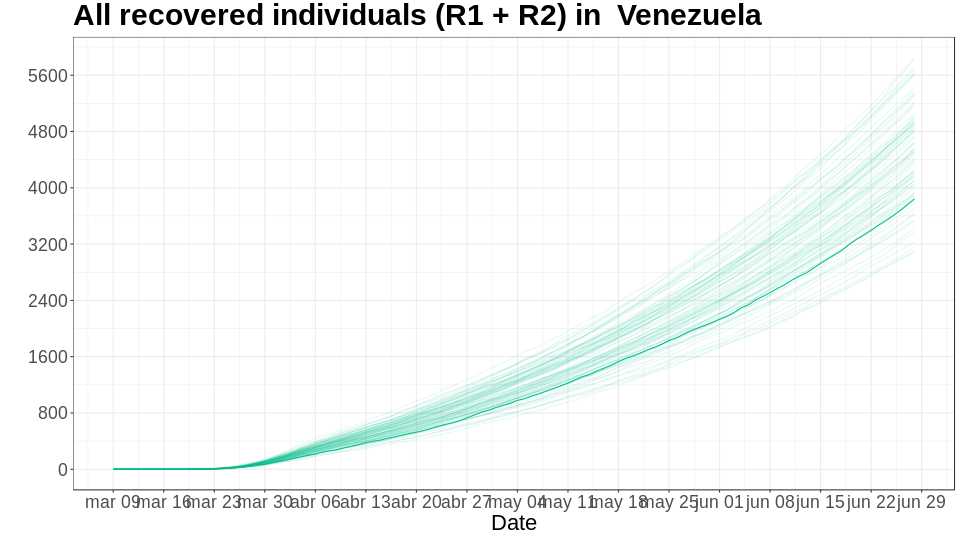 All recovered individuals (R1 + R2) in  Venezuela
5600
4800
4000
3200
2400
1600
800
0
mar 09 mar 16 mar 23 mar 30 abr 06 abr 13 abr 20 abr 27 may 04 may 11 may 18 may 25 jun 01 jun 08 jun 15 jun 22 jun 29
Date